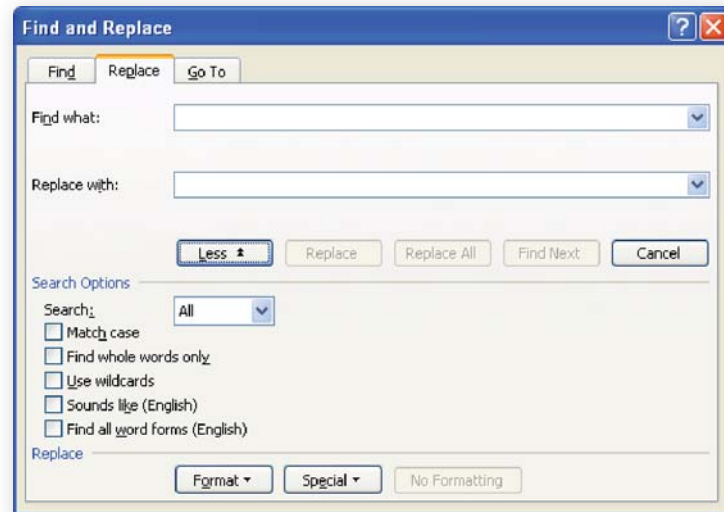 Find and Replace
Find Replace Go To
Find what:
Replace with:
Less Replace Replace All Find Next Cancel
Search Options
Search: All
Match case
Find whole words only
Use wildcards
Sounds like (English)
Find all word forms (English)
Replace
Format Special No Formatting